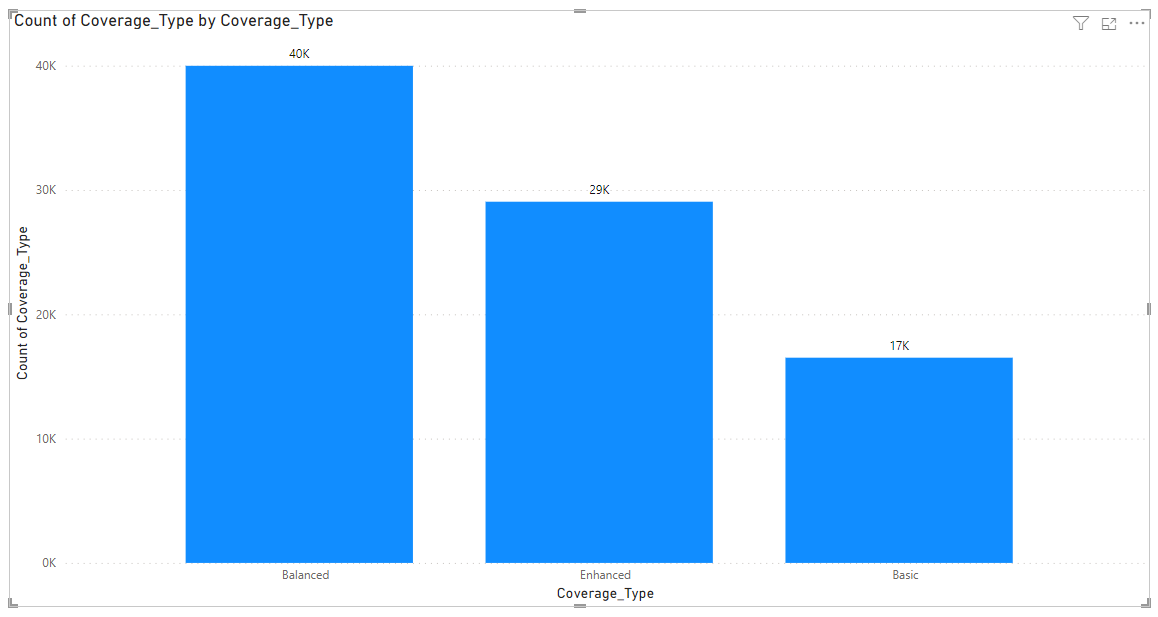 Count of Coverage_Type by Coverage_Type
Count of Coverage_Type
40K
30K
20K
10K
0K
40K
29K
17K
Balanced
Enhanced
Basic
Coverage_Type